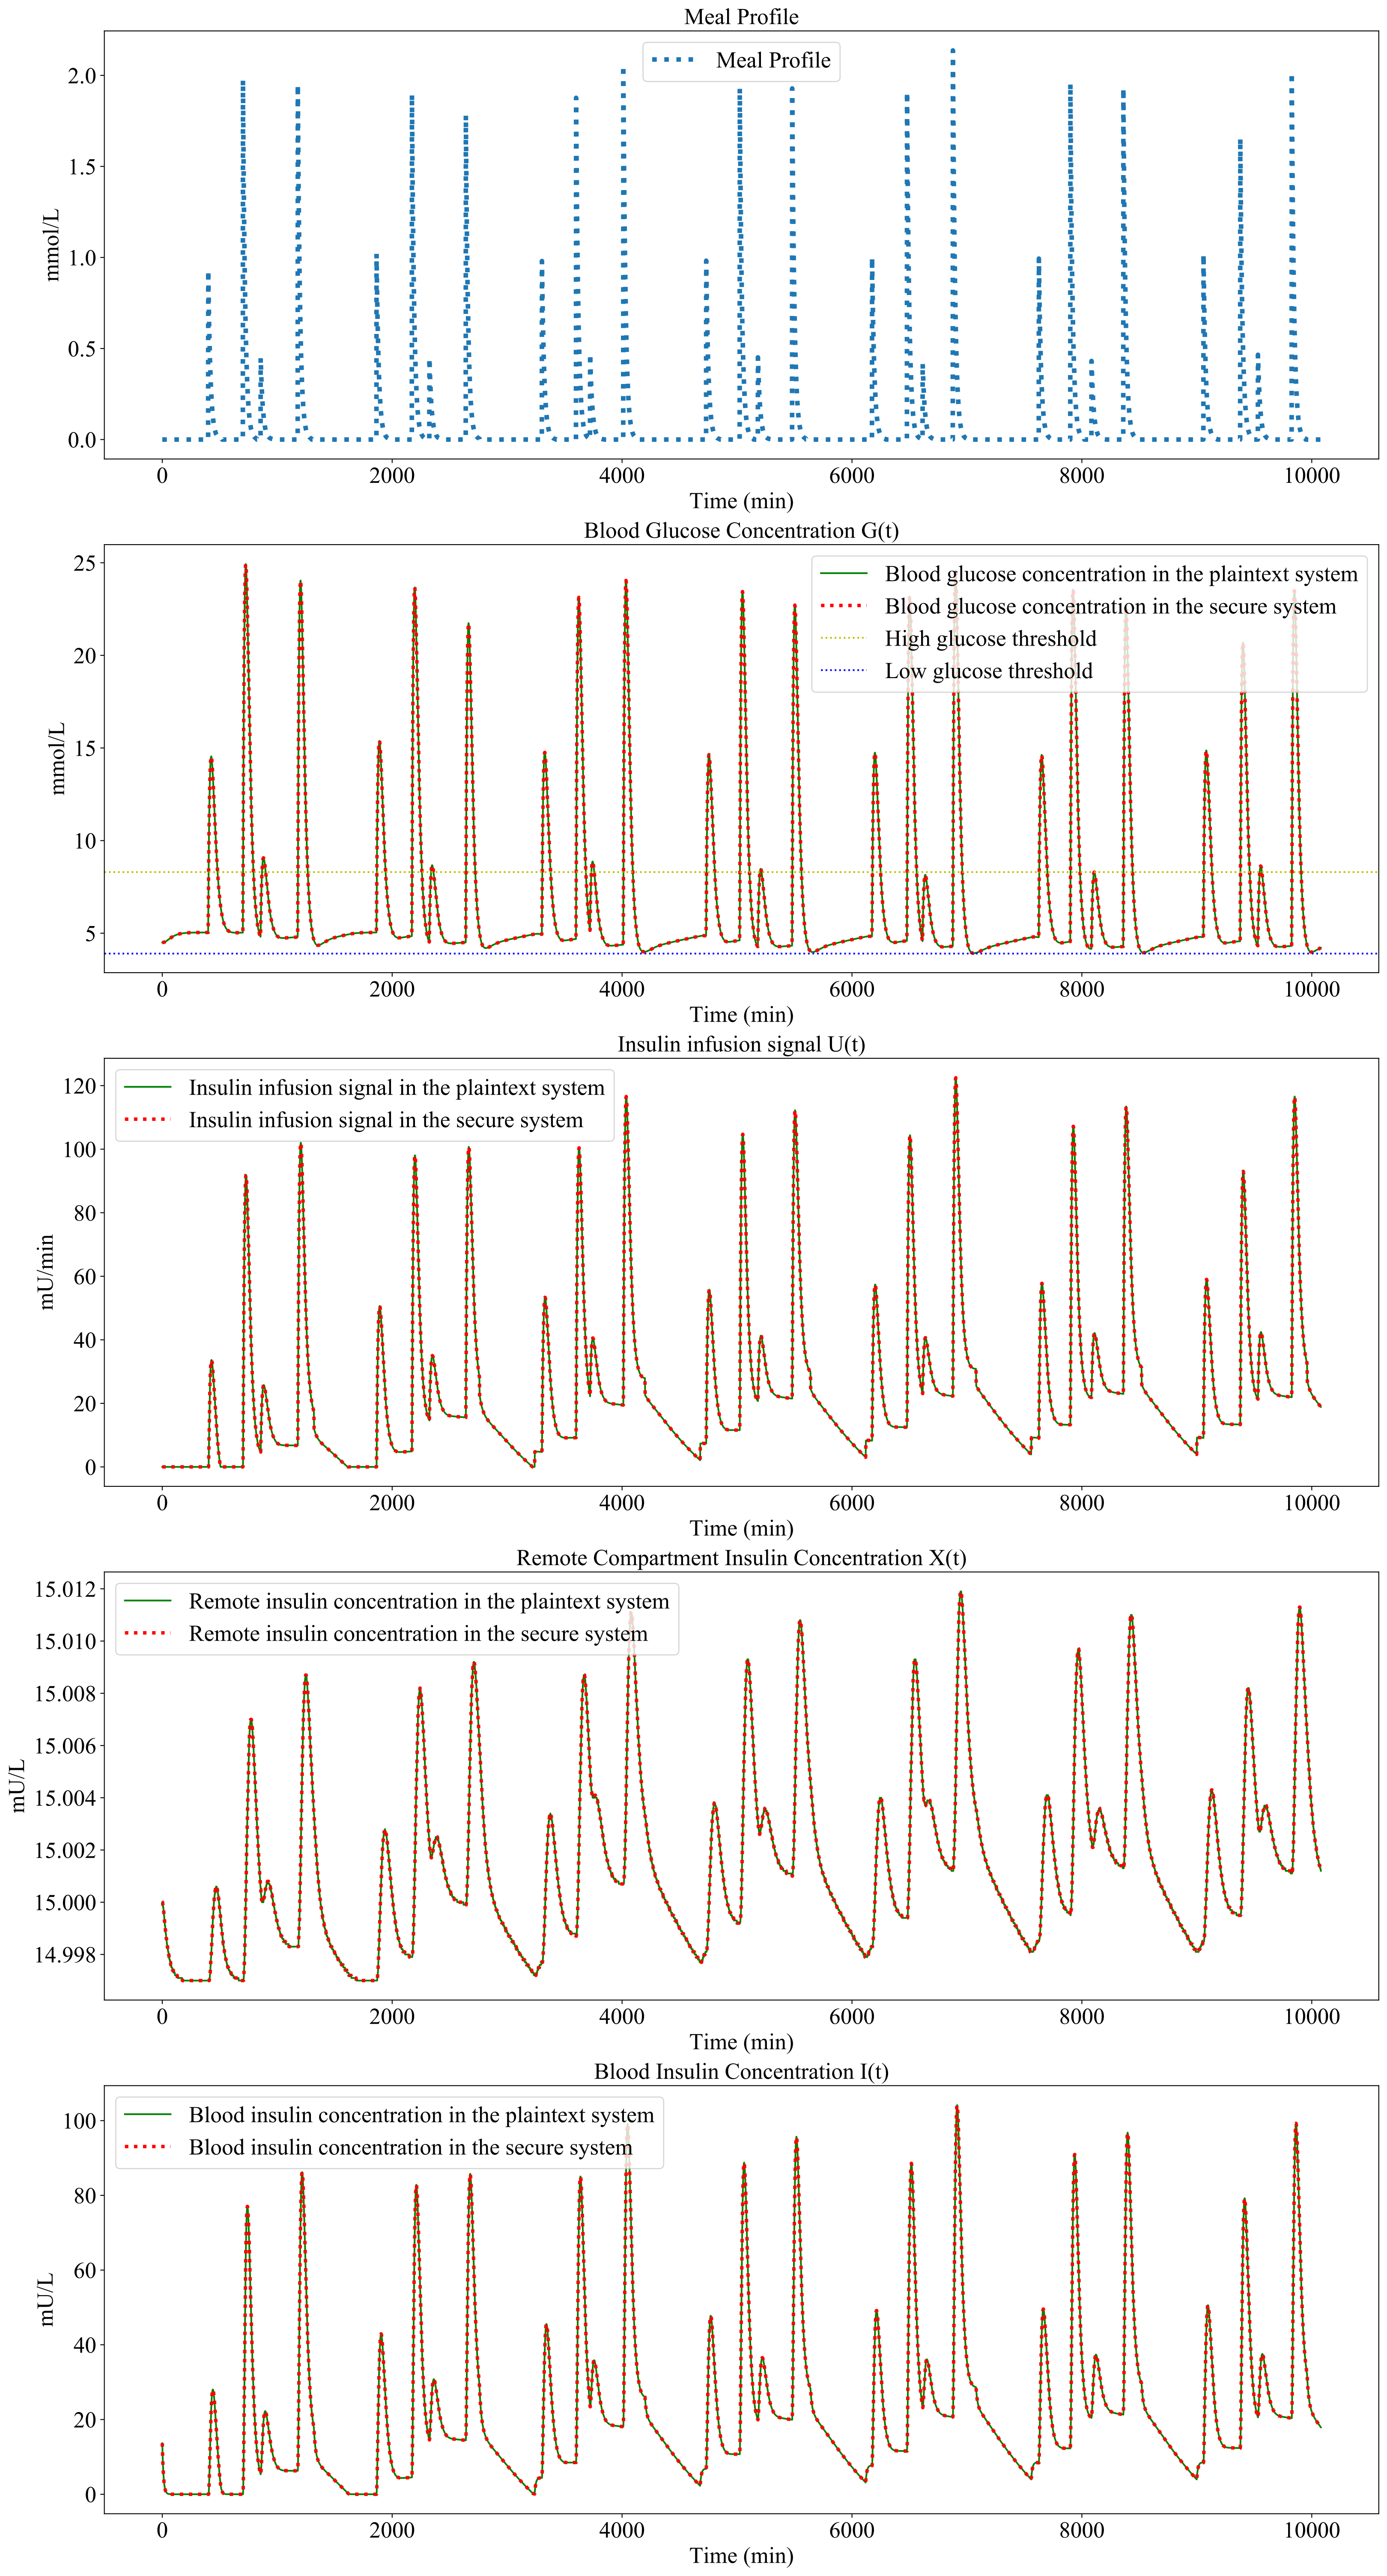 Meal Profile
Meal Profile
mmol/L
2.0
1.5
1.0
0.5
0.0
0 2000 4000 6000 8000 10000
Time (min)
Blood Glucose Concentration G(t)
Blood glucose concentration in the plaintext system
Blood glucose concentration in the secure system
High glucose threshold
Low glucose threshold
mmol/L
25
20
15
10
5
0 2000 4000 6000 8000 10000
Time (min)
Insulin infusion signal U(t)
Insulin infusion signal in the plaintext system
Insulin infusion signal in the secure system
mU/min
120
100
80
60
40
20
0
0 2000 4000 6000 8000 10000
Time (min)
Remote Compartment Insulin Concentration X(t)
Remote insulin concentration in the plaintext system
Remote insulin concentration in the secure system
mU/L
15.012
15.010
15.008
15.006
15.004
15.002
15.000
14.998
0 2000 4000 6000 8000 10000
Time (min)
Blood Insulin Concentration I(t)
Blood insulin concentration in the plaintext system
Blood insulin concentration in the secure system
mU/L
100
80
60
40
20
0
0 2000 4000 6000 8000 10000
Time (min)